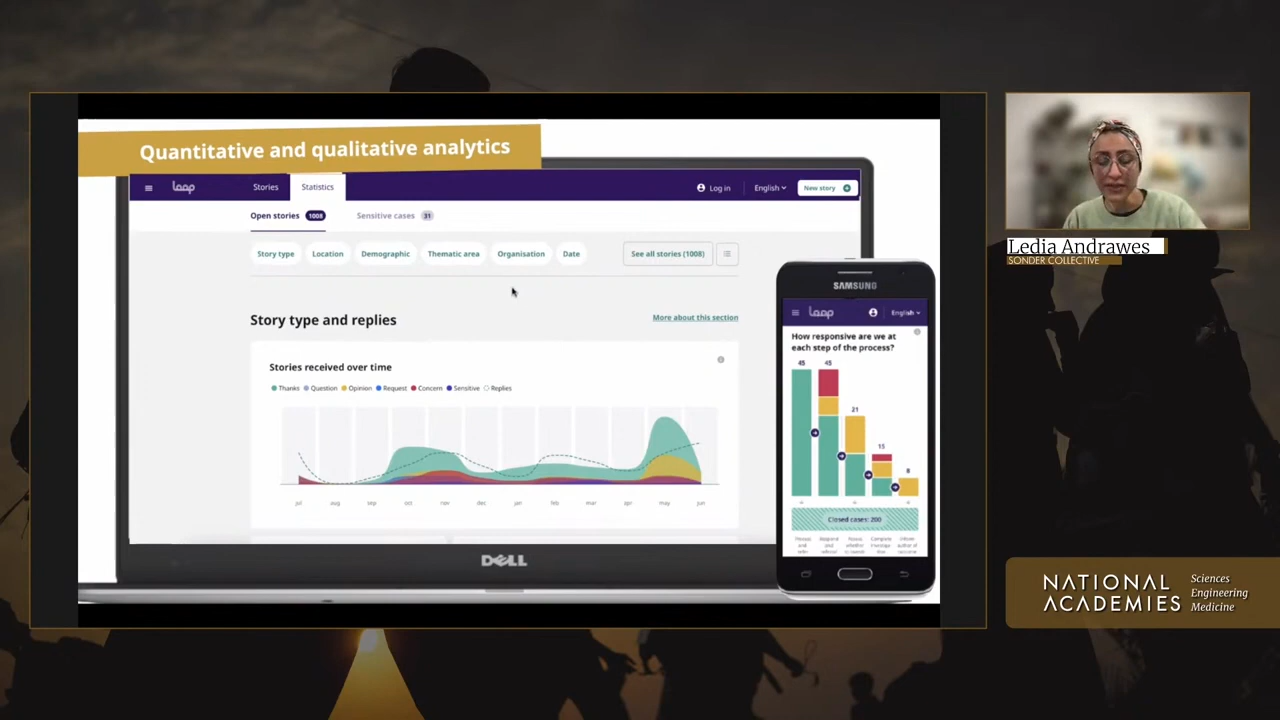 Quantitative and qualitative analytics
Loop
Stories
Statistics
Log in
English
New story
Open stories 1008
Sensitive cases 31
Story type
Location
Demographic
Thematic area
Organisation
Date
See all stories (1008)
Story type and replies
More about this section
Stories received over time
Thanks Question Opinion Request Concern Sensitive Replies
jul aug sep oct nov dec jan feb mar apr may jun
DELL
SAMSUNG
Loop
English
How responsive are we at
each step of the process?
45
45
21
15
8
Closed cases: 200
Ledia Andrawes
SONDER COLLECTIVE
NATIONAL
ACADEMIES
Sciences
Engineering
Medicine